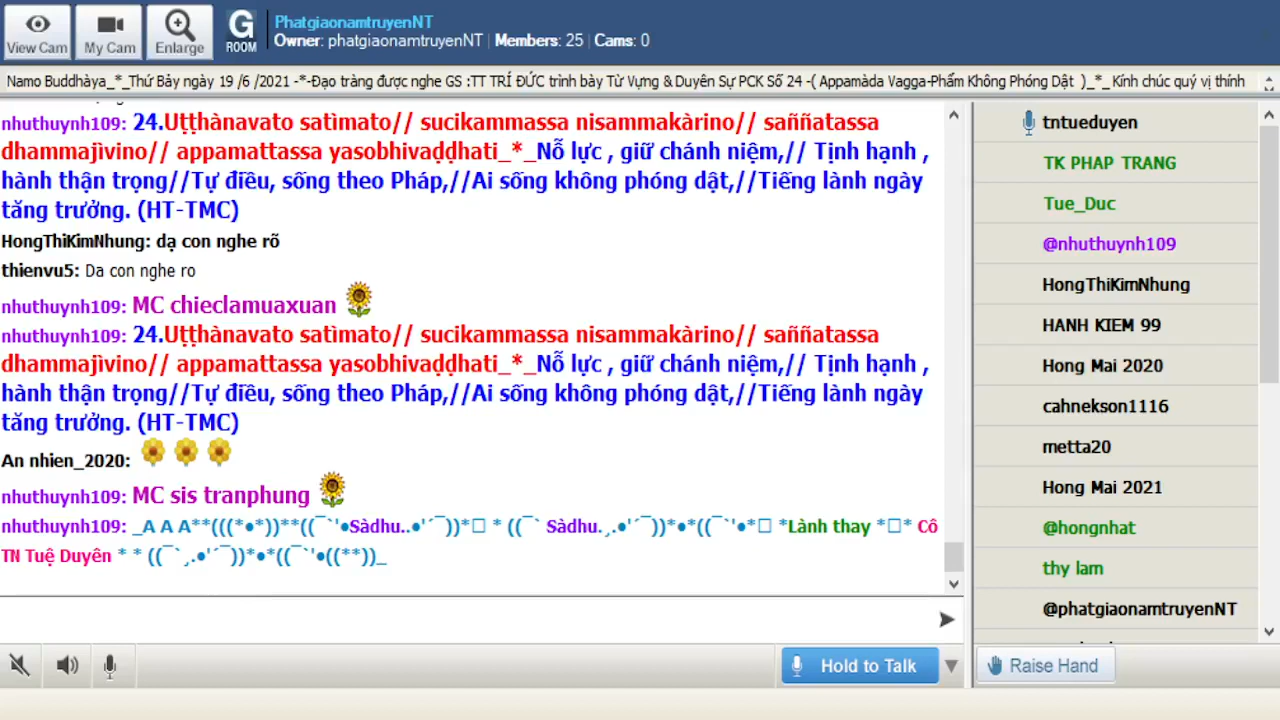 View Cam
My Cam
Enlarge
G
ROOM
PhatgiaonamtruyenNT
Owner: phatgiaonamtruyenNT | Members: 25 | Cams: 0
Namo Buddhàya_*_Thứ Bảy ngày 19 /6 /2021 -*-Đạo tràng được nghe GS :TT TRÍ ĐỨC trình bày Từ Vựng & Duyên Sự PCK Số 24 -( Appamàda Vagga-Phẩm Không Phóng Dật )_*_ Kính chúc quý vị thính
nhuthuynh109: 24.Uṭṭhànavato satìmato// sucikammassa nisammakàrino// saññatassa
dhammajìvino// appamattassa yasobhivaḍḍhati_*_Nỗ lực , giữ chánh niệm,// Tịnh hạnh ,
hành thận trọng//Tự điều, sống theo Pháp,//Ai sống không phóng dật,//Tiếng lành ngày
tăng trưởng. (HT-TMC)
HongThiKimNhung: dạ con nghe rõ
thienvu5: Da con nghe ro
nhuthuynh109: MC chieclamuaxuan
nhuthuynh109: 24.Uṭṭhànavato satìmato// sucikammassa nisammakàrino// saññatassa
dhammajìvino// appamattassa yasobhivaḍḍhati_*_Nỗ lực , giữ chánh niệm,// Tịnh hạnh ,
hành thận trọng//Tự điều, sống theo Pháp,//Ai sống không phóng dật,//Tiếng lành ngày
tăng trưởng. (HT-TMC)
An nhien_2020:
nhuthuynh109: MC sis tranphung
nhuthuynh109: _A A A**(((*●*))**((¯`'●Sàdhu..●'´¯))*▯ * ((¯` Sàdhu.¸.●'´¯))*●*((¯`'●*▯ *Lành thay *▯* Cô
TN Tuệ Duyên * * ((¯`¸.●'´¯))*●*((¯`'●((**))_
Hold to Talk
tntueduyen
TK PHAP TRANG
Tue_Duc
@nhuthuynh109
HongThiKimNhung
HANH KIEM 99
Hong Mai 2020
cahnekson1116
metta20
Hong Mai 2021
@hongnhat
thy lam
@phatgiaonamtruyenNT
Raise Hand